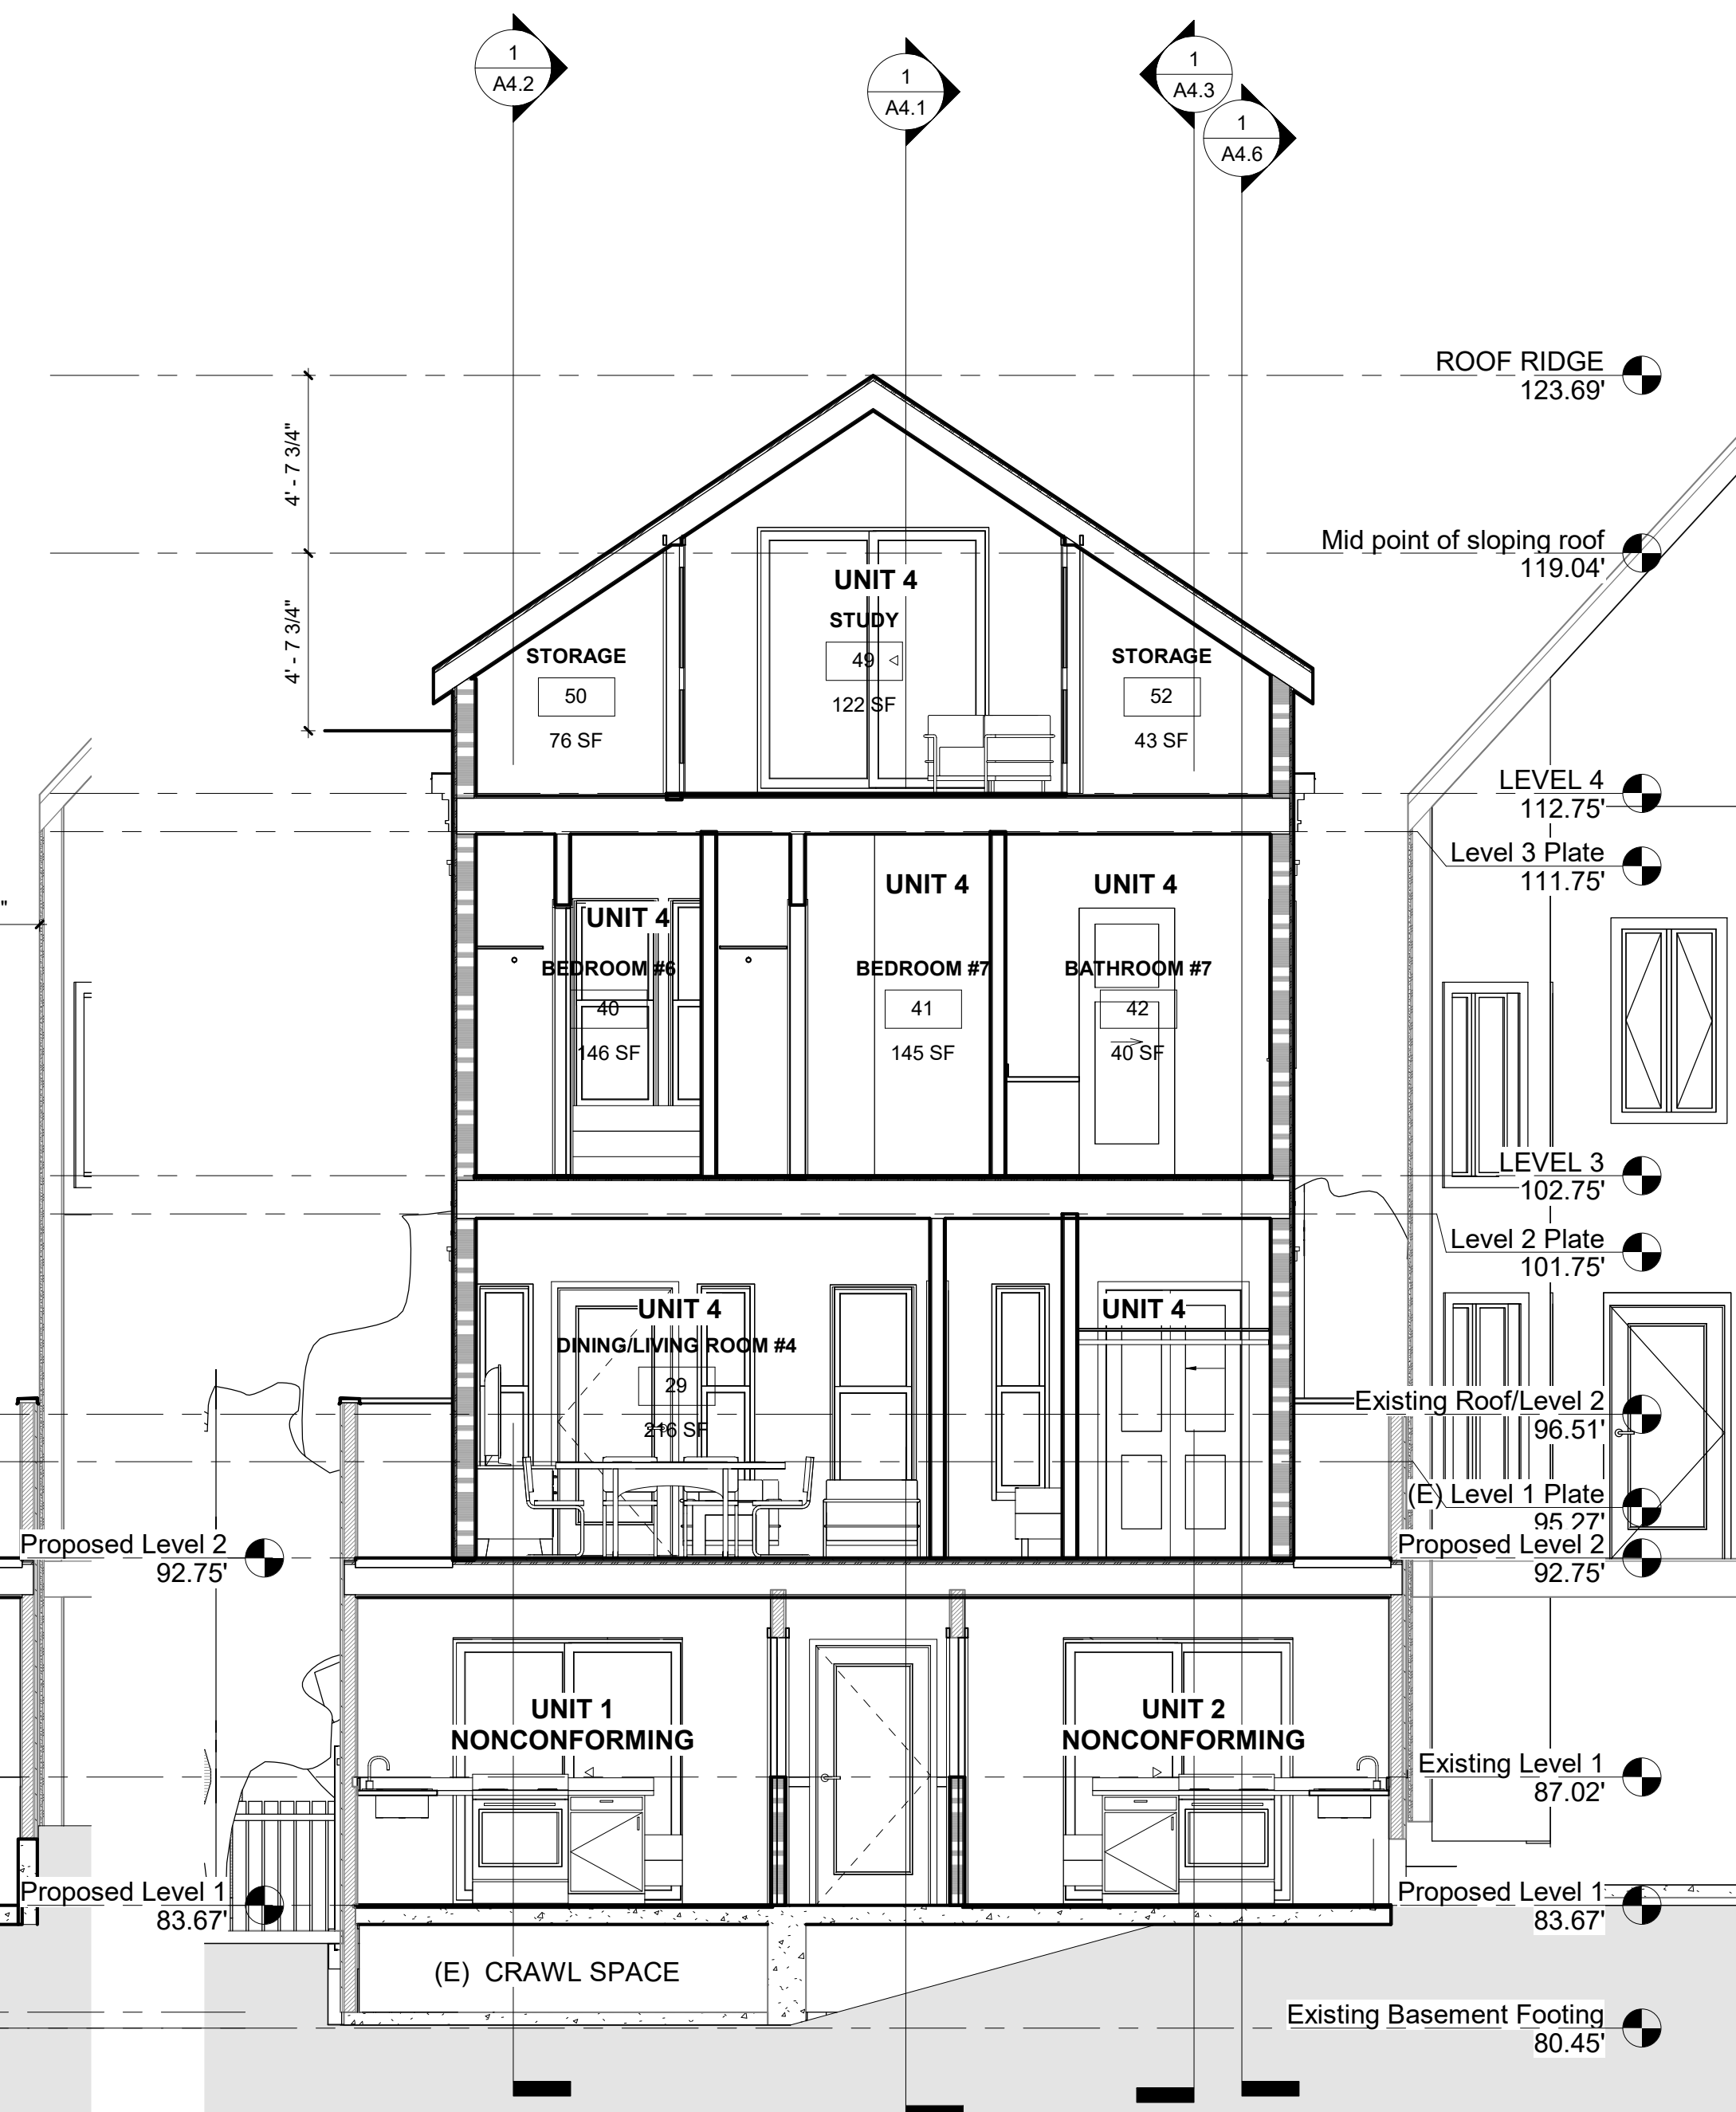 1
A4.2
1
A4.1
1
A4.3
1
A4.6
ROOF RIDGE
123.69'
4' - 7 3/4"
Mid point of sloping roof
119.04'
4' - 7 3/4"
UNIT 4
STUDY
49
122 SF
STORAGE
50
76 SF
STORAGE
52
43 SF
LEVEL 4
112.75'
Level 3 Plate
111.75'
"
UNIT 4
BEDROOM #6
40
146 SF
UNIT 4
BEDROOM #7
41
145 SF
UNIT 4
BATHROOM #7
42
40 SF
LEVEL 3
102.75'
Level 2 Plate
101.75'
UNIT 4
DINING/LIVING ROOM #4
29
216 SF
UNIT 4
Existing Roof/Level 2
96.51'
(E) Level 1 Plate
95.27'
Proposed Level 2
92.75'
Proposed Level 2
92.75'
UNIT 1
NONCONFORMING
UNIT 2
NONCONFORMING
Existing Level 1
87.02'
Proposed Level 1
83.67'
Proposed Level 1
83.67'
(E) CRAWL SPACE
Existing Basement Footing
80.45'